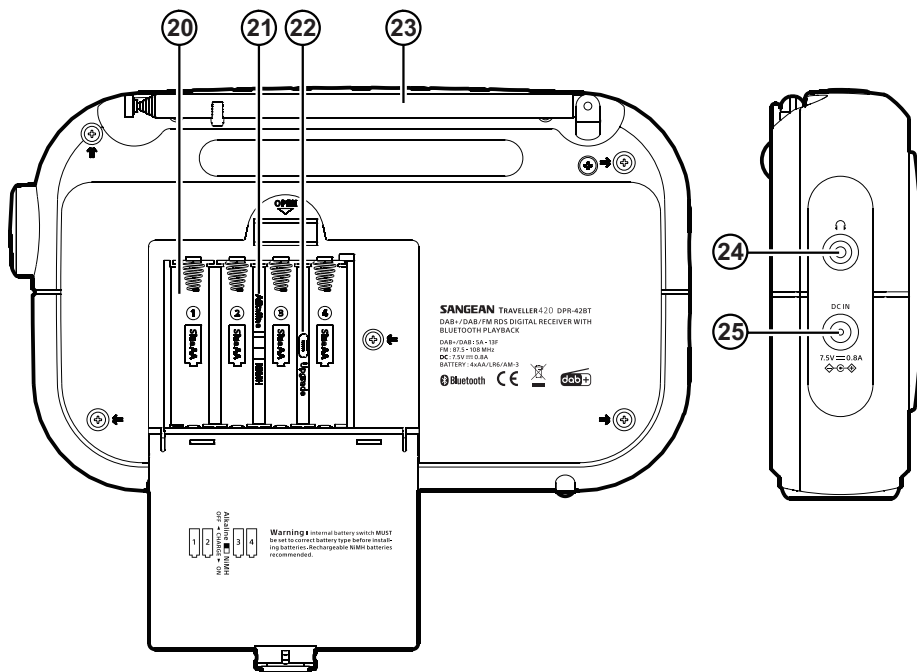 20 21 22 23
OPEN
1 2 3 4
Size AA Size AA Size AA Size AA
Alkaline NiMH
Upgrade
SANGEAN TRAVELLER420 DPR-42BT
DAB+/DAB/FM RDS DIGITAL RECEIVER WITH
BLUETOOTH PLAYBACK
DAB+/DAB : 5A - 13F
FM : 87.5 - 108 MHz
DC : 7.5V 0.8A
BATTERY : 4xAA/LR6/AM-3
Bluetooth CE dab+
24
DC IN
25
7.5V 0.8A
1 2 3 4
Alkaline NiMH
OFF ◄ CHARGE ► ON
Warning: internal battery switch MUST
be set to correct battery type before install-
ing batteries. Rechargeable NiMH batteries
recommended.